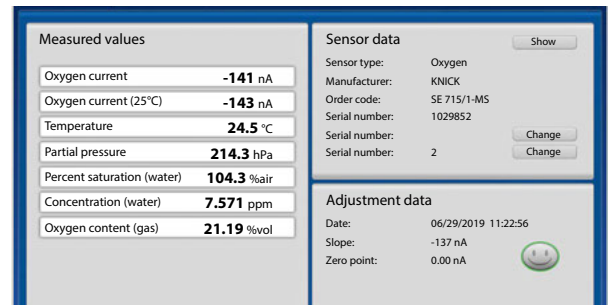 Measured values
Oxygen current -141 nA
Oxygen current (25°C) -143 nA
Temperature 24.5 °C
Partial pressure 214.3 hPa
Percent saturation (water) 104.3 %air
Concentration (water) 7.571 ppm
Oxygen content (gas) 21.19 %vol
Sensor data Show
Sensor type: Oxygen
Manufacturer: KNICK
Order code: SE 715/1-MS
Serial number: 1029852
Serial number: Change
Serial number: 2 Change
Adjustment data
Date: 06/29/2019 11:22:56
Slope: -137 nA
Zero point: 0.00 nA